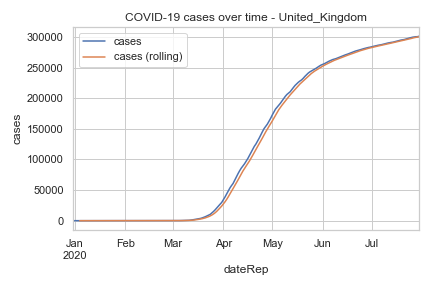 COVID-19 cases over time - United_Kingdom
cases
cases (rolling)
300000
250000
200000
150000
100000
50000
0
cases
Jan Feb Mar Apr May Jun Jul
2020
dateRep